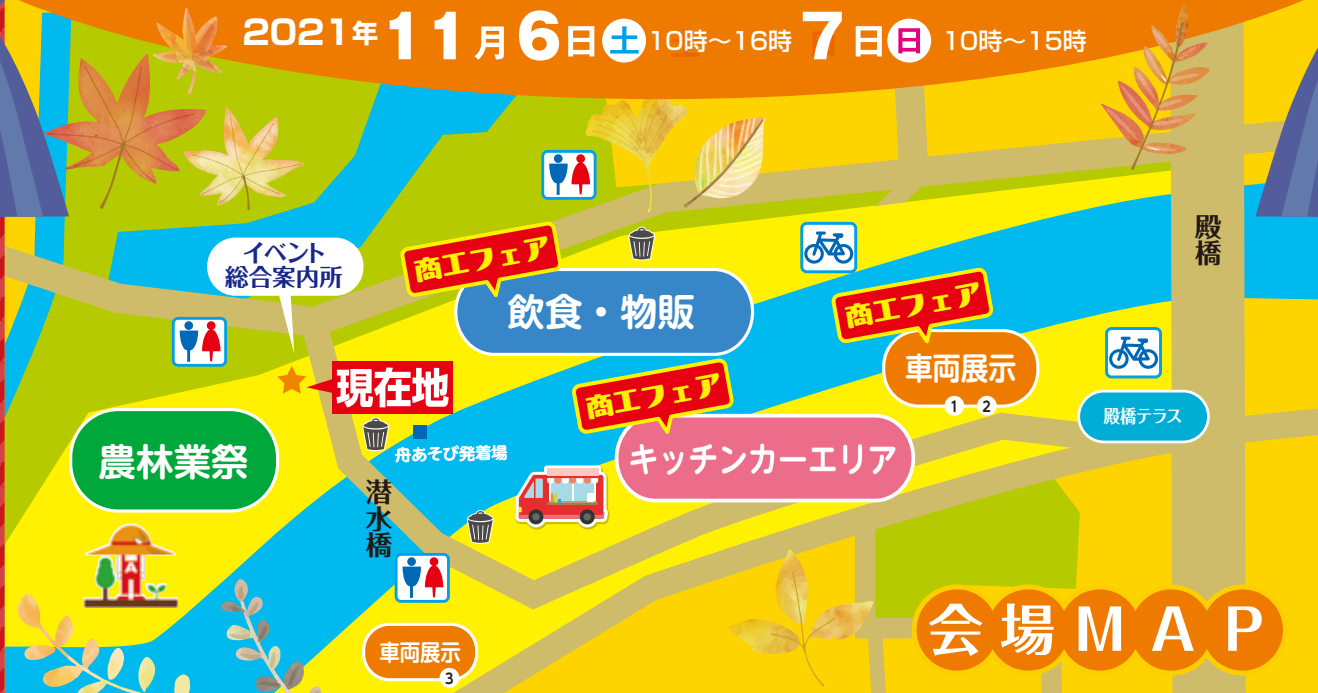 2021年11月6日土10時～16時 7日日 10時～15時
殿橋
イベント
総合案内所
商工フェア
飲食・物販
商工フェア
車両展示
1 2
現在地
商工フェア
キッチンカーエリア
殿橋テラス
農林業祭
舟あそび発着場
潜水橋
車両展示
3
会場MAP